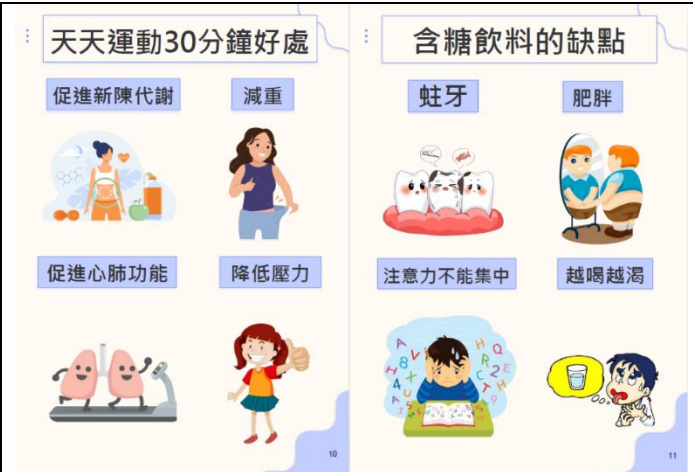 天天運動30分鐘好處
促進新陳代謝
減重
促進心肺功能
降低壓力
10
含糖飲料的缺點
蛀牙
肥胖
注意力不能集中
越喝越渴
11